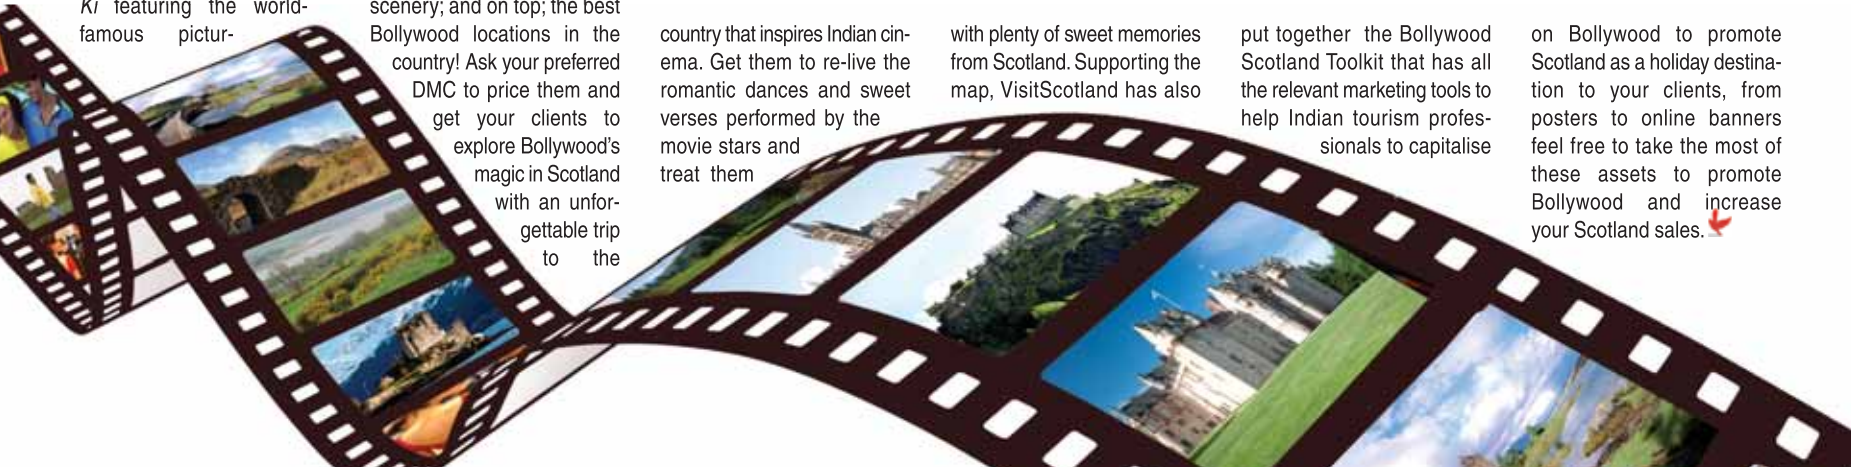 Ki featuring the world-
famous pictur-
scenery; and on top; the best
Bollywood locations in the
country! Ask your preferred
DMC to price them and
get your clients to
explore Bollywood's
magic in Scotland
with an unfor-
gettable trip
to the
country that inspires Indian cin-
ema. Get them to re-live the
romantic dances and sweet
verses performed by the
movie stars and
treat them
with plenty of sweet memories
from Scotland. Supporting the
map, VisitScotland has also
put together the Bollywood
Scotland Toolkit that has all
the relevant marketing tools to
help Indian tourism profes-
sionals to capitalise
on Bollywood to promote
Scotland as a holiday destina-
tion to your clients, from
posters to online banners
feel free to take the most of
these assets to promote
Bollywood and increase
your Scotland sales.